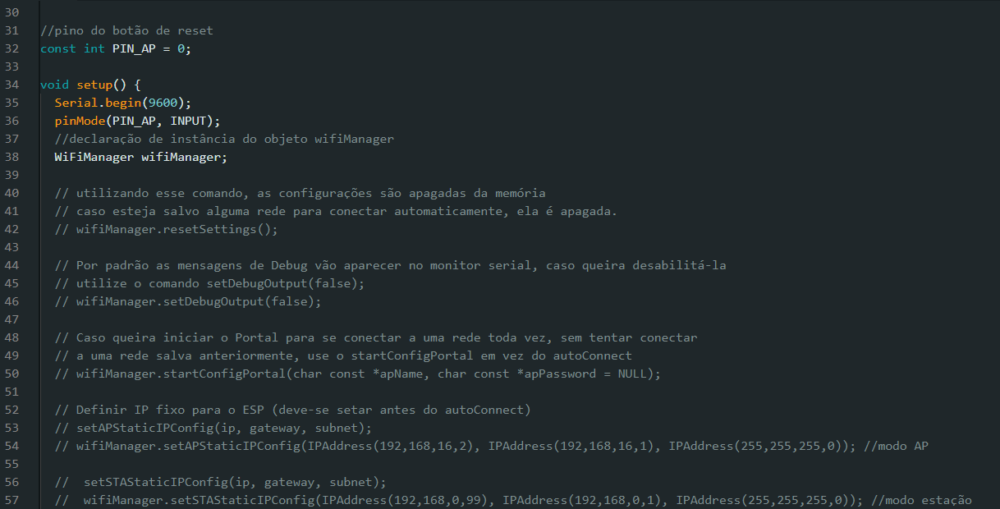 30
31 //pino do botão de reset
32 const int PIN_AP = 0;
33
34 void setup() {
35   Serial.begin(9600);
36   pinMode(PIN_AP, INPUT);
37   //declaração de instância do objeto wifiManager
38   WiFiManager wifiManager;
39
40   // utilizando esse comando, as configurações são apagadas da memória
41   // caso esteja salvo alguma rede para conectar automaticamente, ela é apagada.
42   // wifiManager.resetSettings();
43
44   // Por padrão as mensagens de Debug vão aparecer no monitor serial, caso queira desabilitá-la
45   // utilize o comando setDebugOutput(false);
46   // wifiManager.setDebugOutput(false);
47
48   // Caso queira iniciar o Portal para se conectar a uma rede toda vez, sem tentar conectar
49   // a uma rede salva anteriormente, use o startConfigPortal em vez do autoConnect
50   // wifiManager.startConfigPortal(char const *apName, char const *apPassword = NULL);
51
52   // Definir IP fixo para o ESP (deve-se setar antes do autoConnect)
53   // setAPStaticIPConfig(ip, gateway, subnet);
54   // wifiManager.setAPStaticIPConfig(IPAddress(192,168,16,2), IPAddress(192,168,16,1), IPAddress(255,255,255,0)); //modo AP
55
56   //  setSTAStaticIPConfig(ip, gateway, subnet);
57   //  wifiManager.setSTAStaticIPConfig(IPAddress(192,168,0,99), IPAddress(192,168,0,1), IPAddress(255,255,255,0)); //modo estação